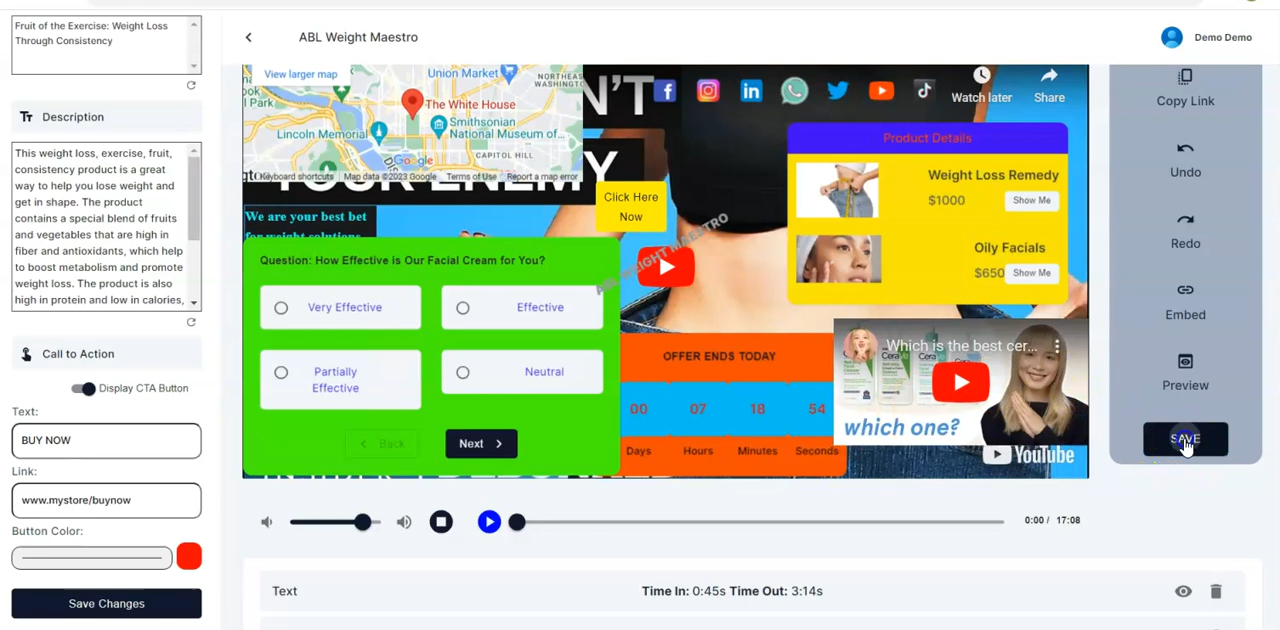 Fruit of the Exercise: Weight Loss
Through Consistency
Description
This weight loss, exercise, fruit,
consistency product is a great
way to help you lose weight and
get in shape. The product
contains a special blend of fruits
and vegetables that are high in
fiber and antioxidants, which help
to boost metabolism and promote
weight loss. The product is also
high in protein and low in calories,
Call to Action
Display CTA Button
Text:
BUY NOW
Link:
www.mystore/buynow
Button Color:
Save Changes
ABL Weight Maestro
Demo Demo
View larger map
Union Market
The White House
Lincoln Memorial
Smithsonian
National Museum of...
CAPITOL HILL
Google
Keyboard shortcuts
Map data ©2023 Google
Terms of Use
Report a map error
N'T
YOUR ENEMY
Watch later
Share
We are your best bet
for weight solutions
Click Here
Now
ABL WEIGHT MAESTRO
Product Details
Weight Loss Remedy
$1000
Show Me
Oily Facials
$650
Show Me
Question: How Effective is Our Facial Cream for You?
Very Effective
Effective
Partially
Effective
Neutral
Back
Next
OFFER ENDS TODAY
00 07 18 54
Days Hours Minutes Seconds
Which is the best cer...
which one?
YouTube
Copy Link
Undo
Redo
Embed
Preview
SAVE
0:00 / 17:08
Text
Time In: 0:45s Time Out: 3:14s